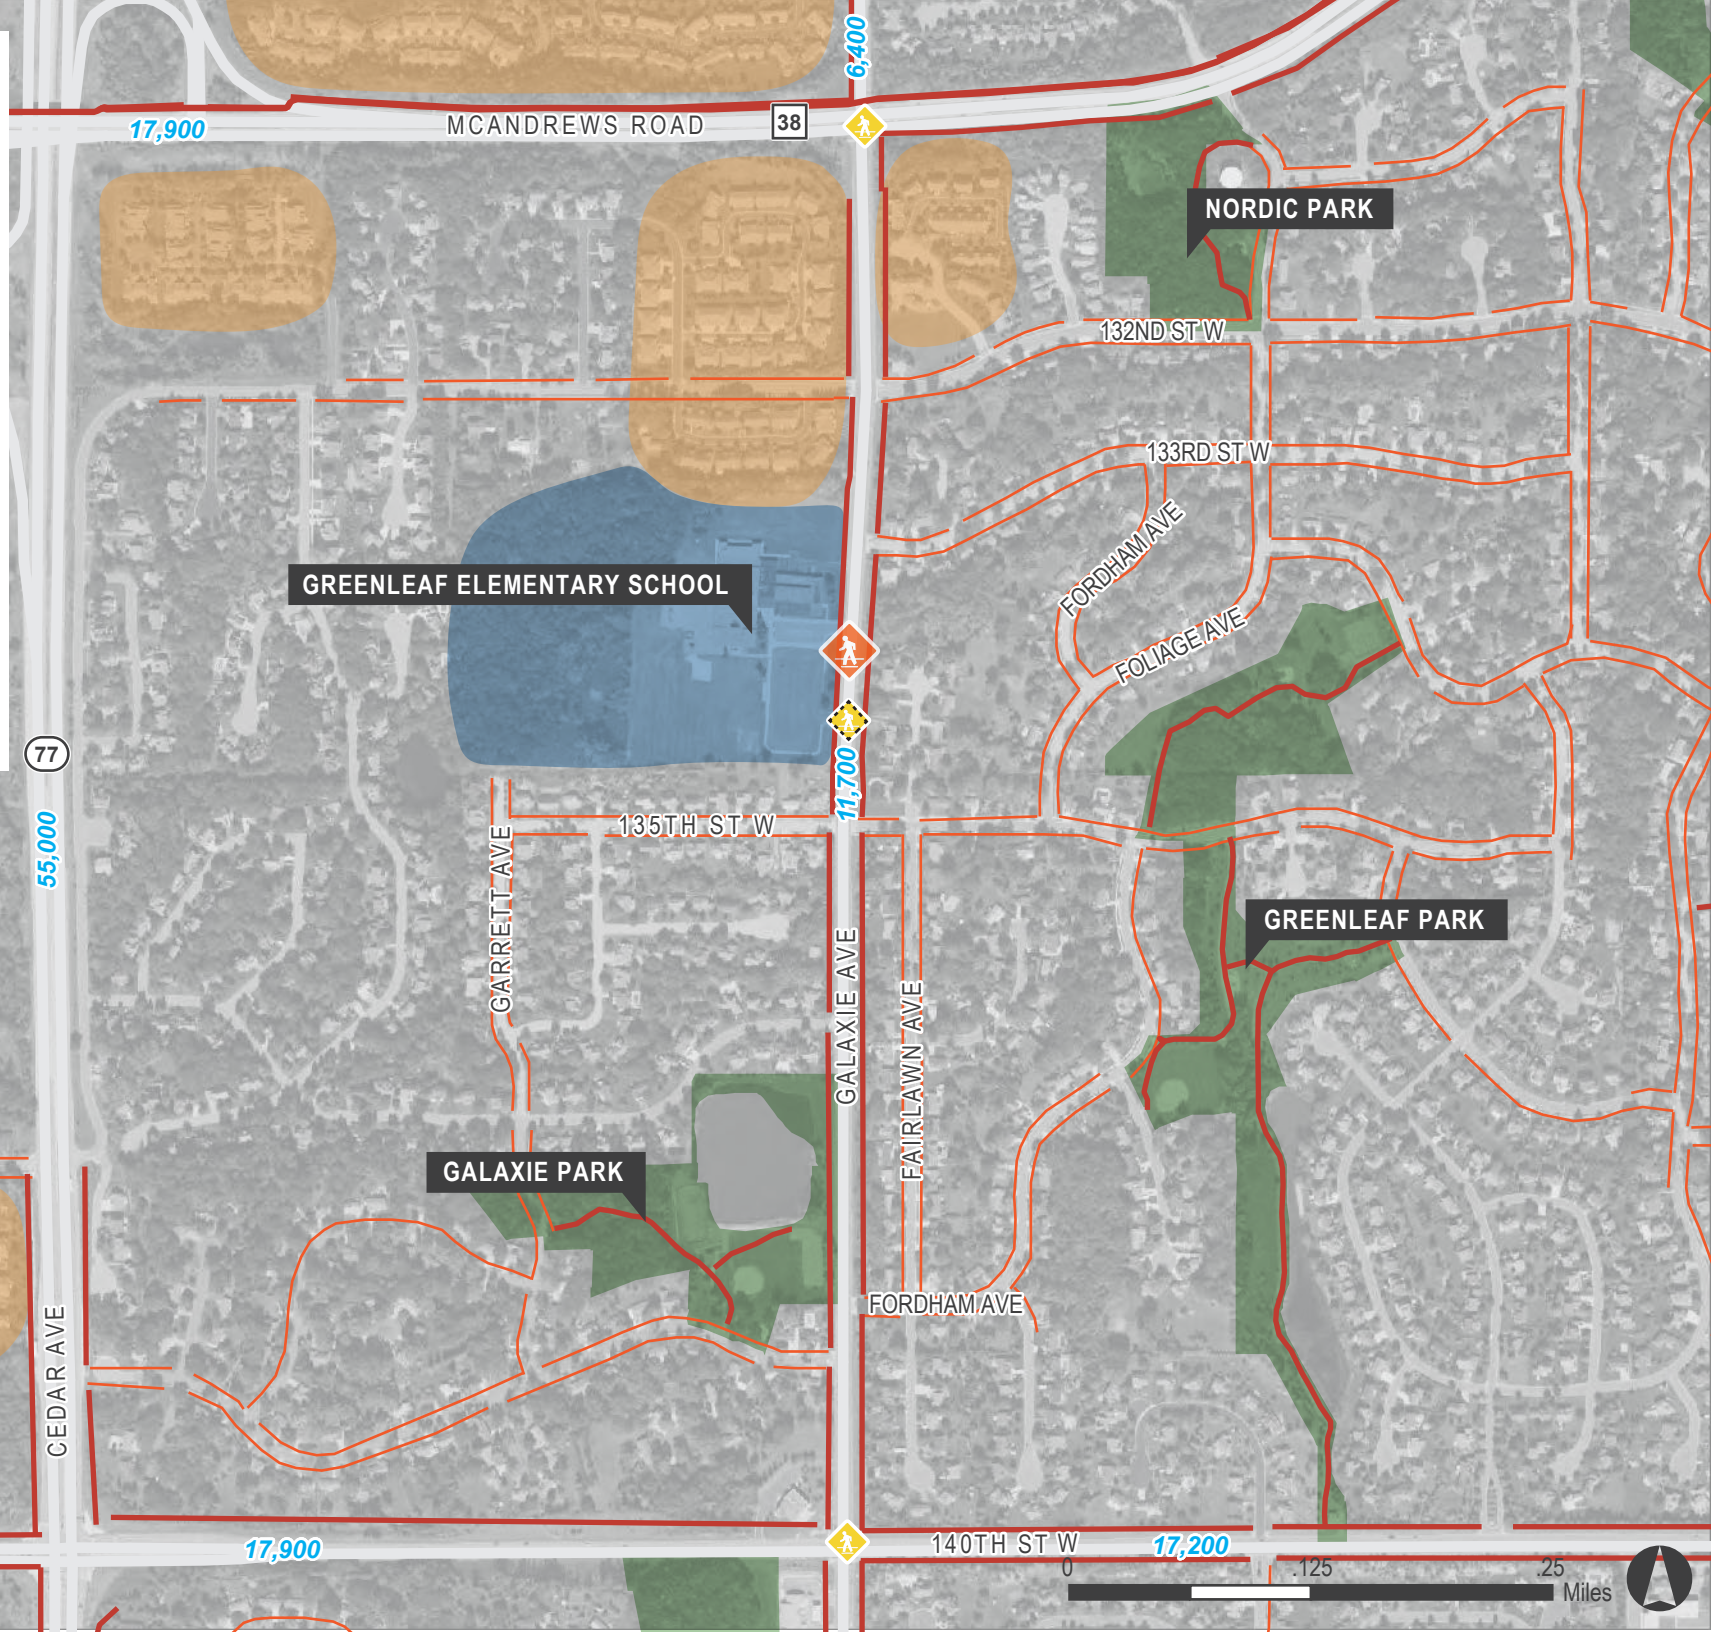 6,400
17,900
MCANDREWS ROAD
38
NORDIC PARK
132ND ST W
133RD ST W
FORDHAM AVE
GREENLEAF ELEMENTARY SCHOOL
FOLIAGE AVE
77
11,700
55,000
135TH ST W
GARRETT AVE
GREENLEAF PARK
GALAXIE AVE
FAIRLAWN AVE
GALAXIE PARK
FORDHAM AVE
CEDAR AVE
17,900
140TH ST W
17,200
0 .125 .25
Miles